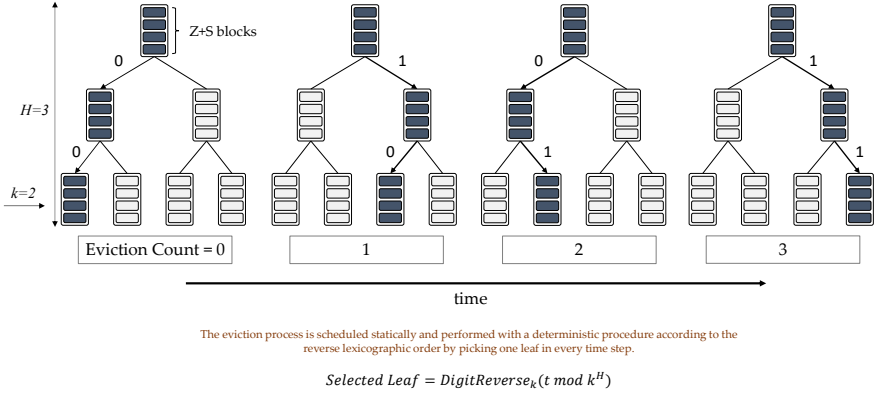 Z+S blocks
0
1
0
1
H=3
0
0
1
1
k=2
Eviction Count = 0
1
2
3
time
The eviction process is scheduled statically and performed with a deterministic procedure according to the
reverse lexicographic order by picking one leaf in every time step.
Selected Leaf = DigitReverseₖ(t mod kᴴ)